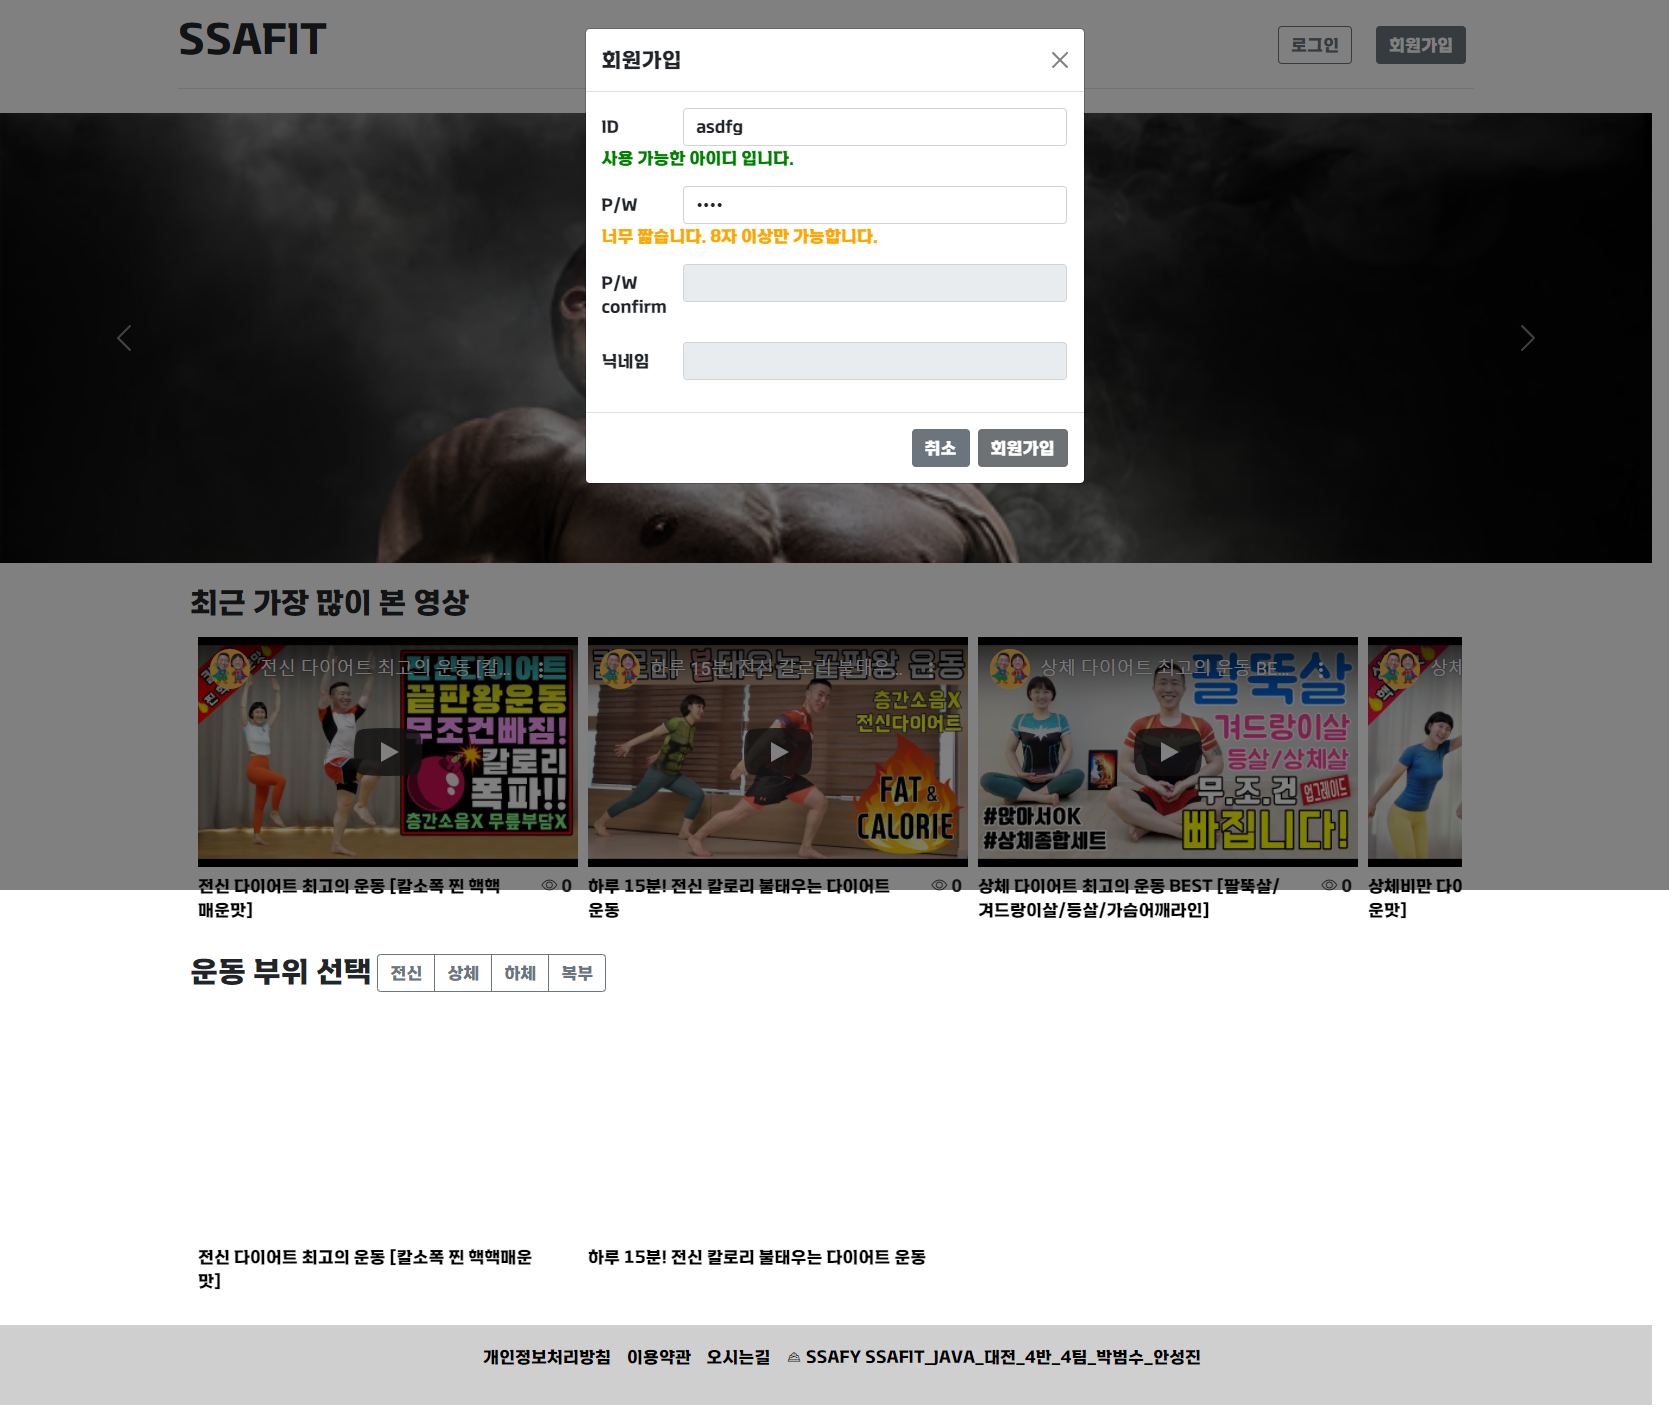 SSAFIT
로그인
회원가입
회원가입
ID
asdfg
사용 가능한 아이디 입니다.
P/W
너무 짧습니다. 8자 이상만 가능합니다.
P/W
confirm
닉네임
취소
회원가입
최근 가장 많이 본 영상
전신 다이어트 최고의 운동 [칼...
끝판왕운동
무조건빠짐!
칼로리
폭파!!
층간소음X 무릎부담X
하루 15분! 전신 칼로리 불태우...
층간소음X
전신다이어트
FAT &
CALORIE
상체 다이어트 최고의 운동 BE...
팔뚝살
겨드랑이살
등살/상체살
무.조.건 업그레이드
빠집니다!
#앉아서OK
#상체종합세트
상체
전신 다이어트 최고의 운동 [칼소폭 찐 핵핵
매운맛]
0
하루 15분! 전신 칼로리 불태우는 다이어트
운동
0
상체 다이어트 최고의 운동 BEST [팔뚝살/
겨드랑이살/등살/가슴어깨라인]
0
상체비만 다이
운맛]
운동 부위 선택
전신 상체 하체 복부
전신 다이어트 최고의 운동 [칼소폭 찐 핵핵매운
맛]
하루 15분! 전신 칼로리 불태우는 다이어트 운동
개인정보처리방침 이용약관 오시는길 SSAFY SSAFIT_JAVA_대전_4반_4팀_박범수_안성진